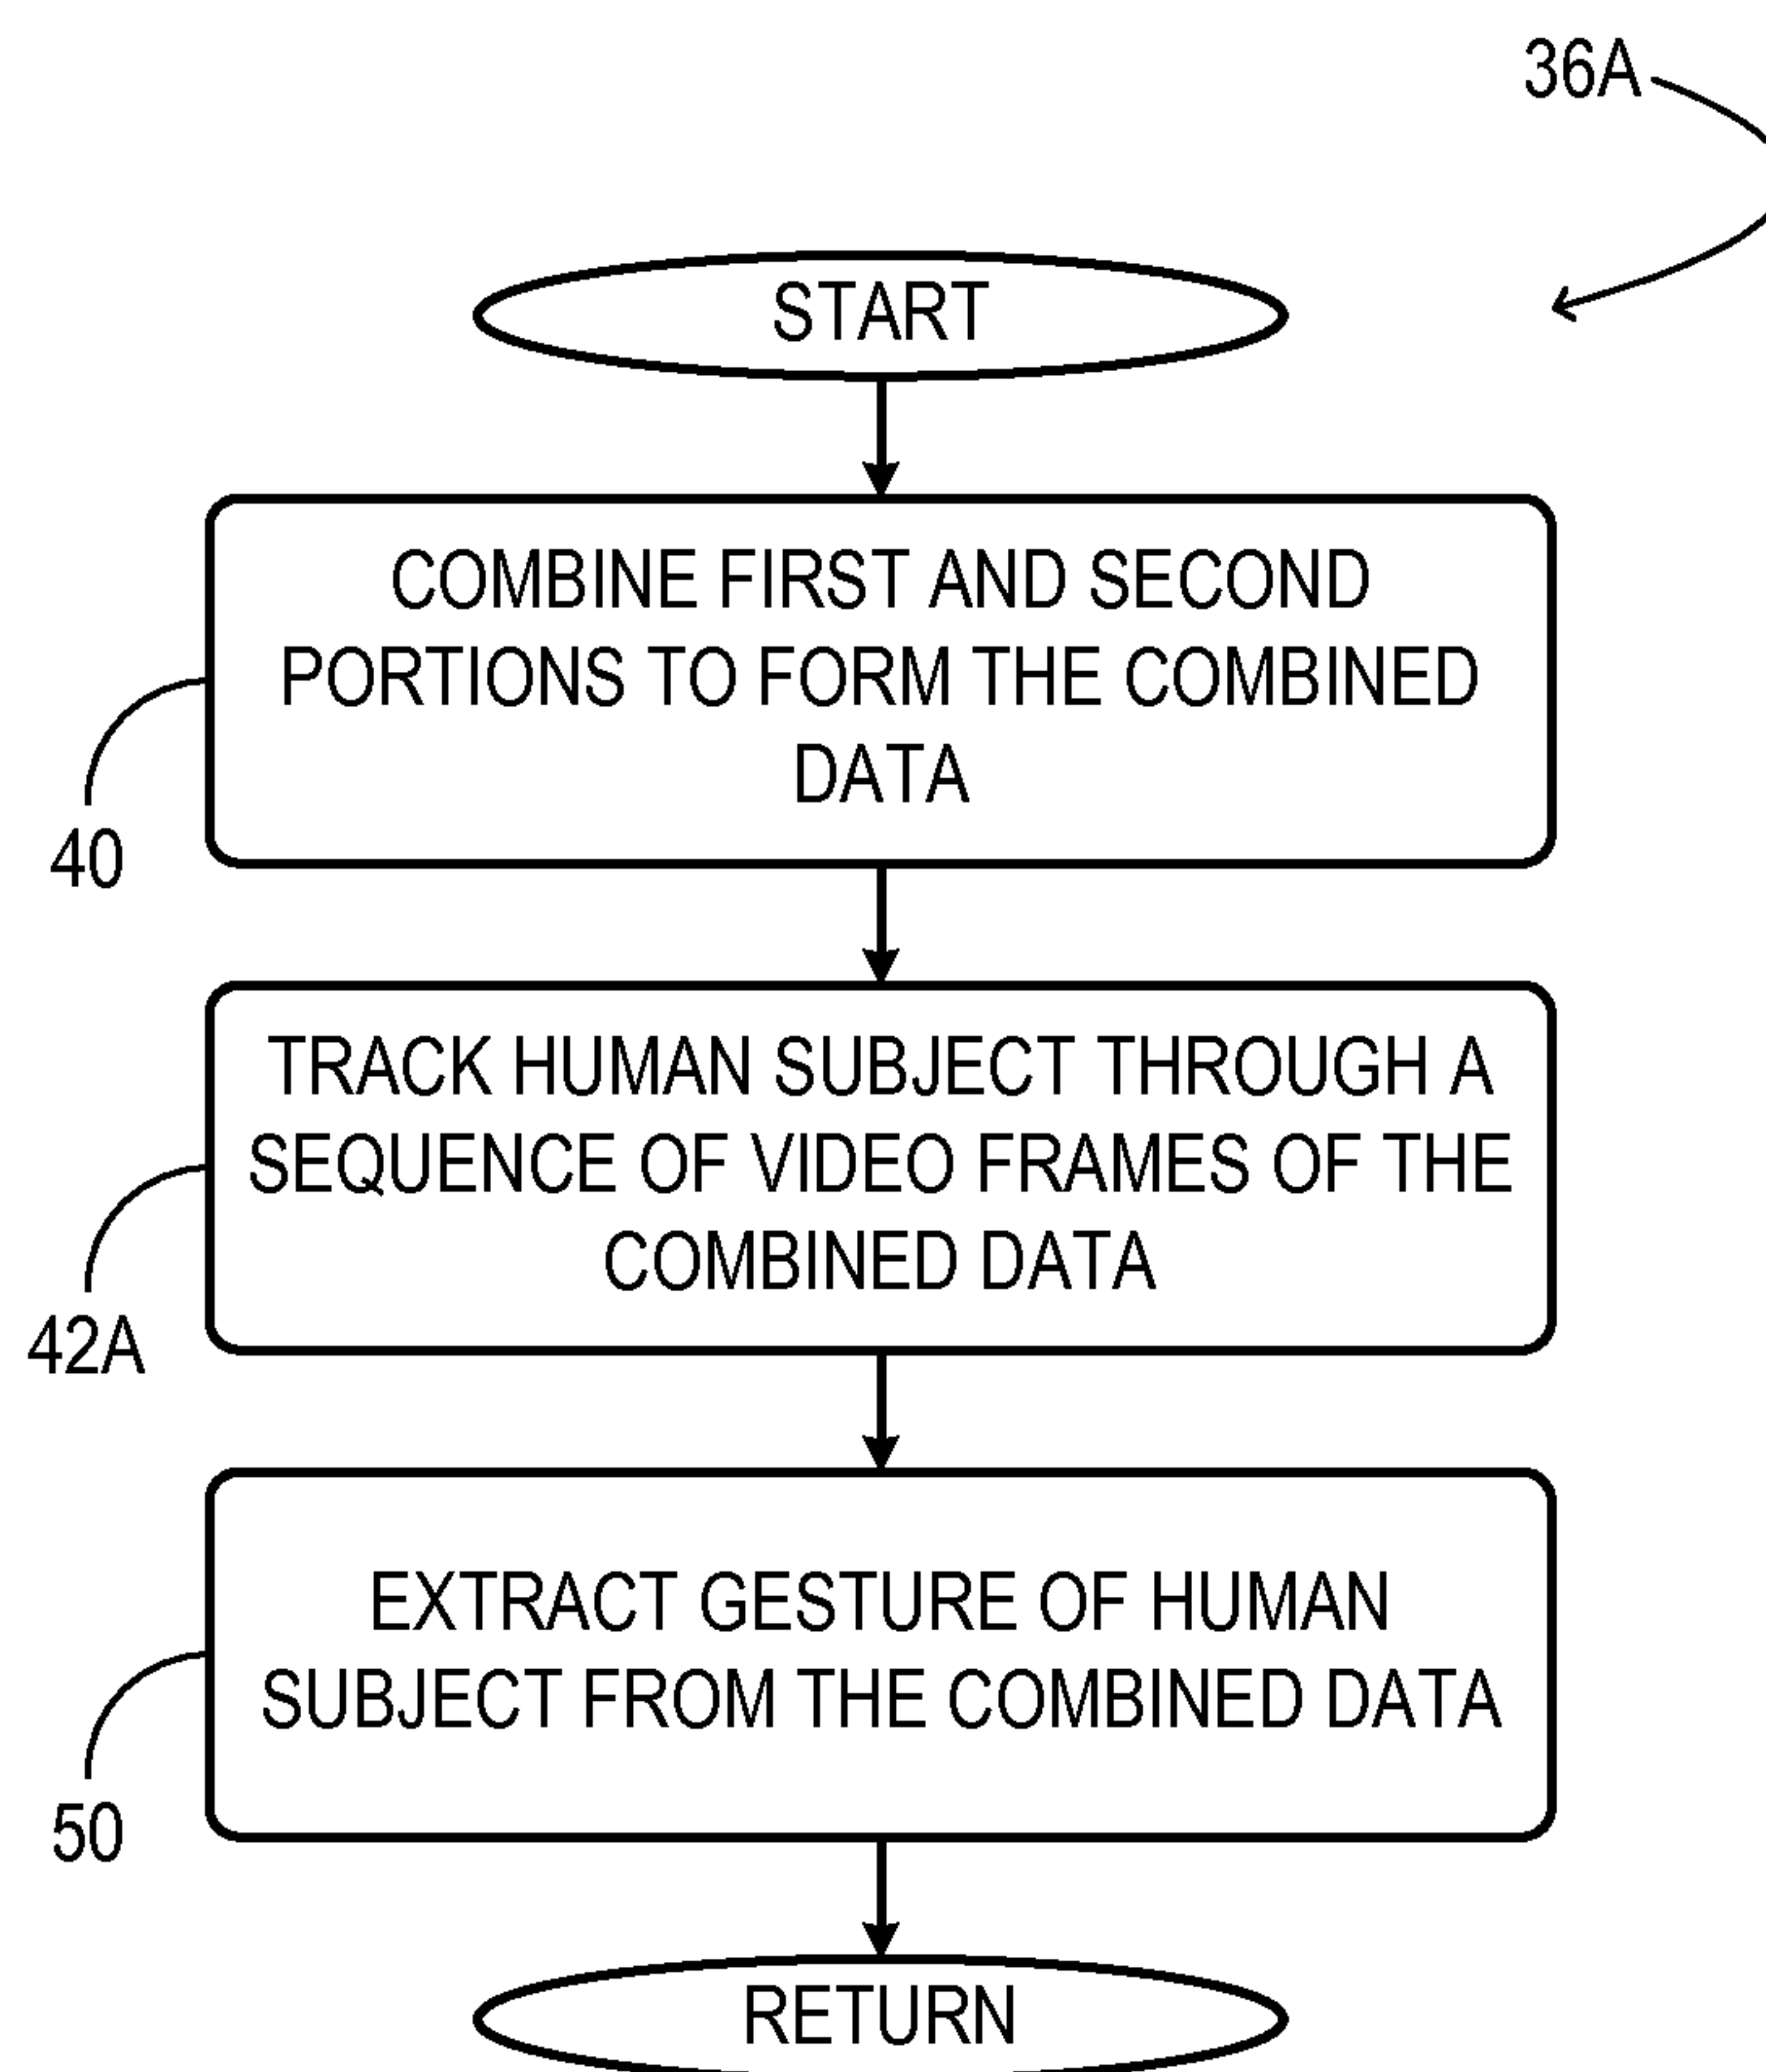 36A
START
COMBINE FIRST AND SECOND
PORTIONS TO FORM THE COMBINED
DATA
40
TRACK HUMAN SUBJECT THROUGH A
SEQUENCE OF VIDEO FRAMES OF THE
COMBINED DATA
42A
EXTRACT GESTURE OF HUMAN
SUBJECT FROM THE COMBINED DATA
50
RETURN